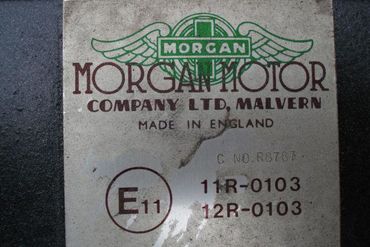 MORGAN
MORGAN MOTOR
COMPANY LTD, MALVERN
MADE IN ENGLAND
C NO. R8767
E11
11R-0103
12R-0103